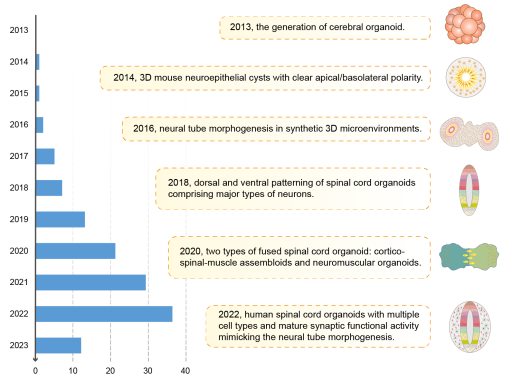 2013
2013, the generation of cerebral organoid.
2014
2014, 3D mouse neuroepithelial cysts with clear apical/basolateral polarity.
2015
2016
2016, neural tube morphogenesis in synthetic 3D microenvironments.
2017
2018
2018, dorsal and ventral patterning of spinal cord organoids
comprising major types of neurons.
2019
2020
2020, two types of fused spinal cord organoid: cortico-
spinal-muscle assembloids and neuromuscular organoids.
2021
2022
2022, human spinal cord organoids with multiple
cell types and mature synaptic functional activity
mimicking the neural tube morphogenesis.
2023
0 10 20 30 40